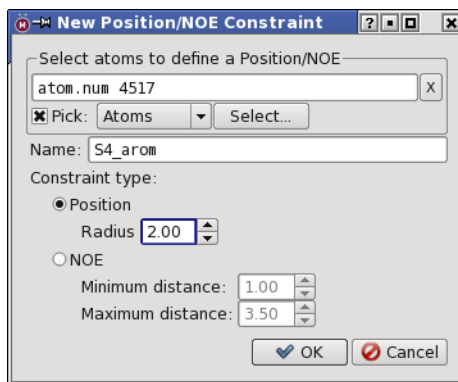 New Position/NOE Constraint
Select atoms to define a Position/NOE
atom.num 4517
X
Pick: Atoms Select...
Name: S4_arom
Constraint type:
Position
Radius 2.00
NOE
Minimum distance: 1.00
Maximum distance: 3.50
OK Cancel